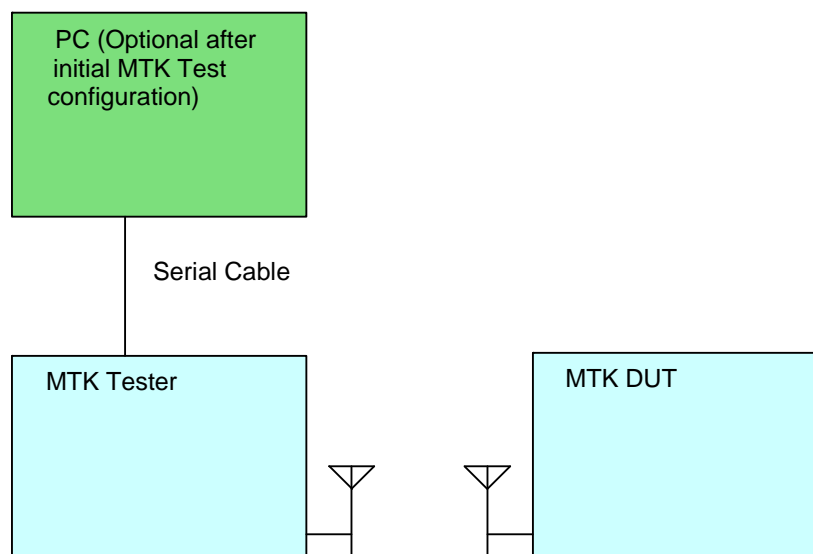 PC (Optional after
initial MTK Test
configuration)
Serial Cable
MTK Tester
MTK DUT